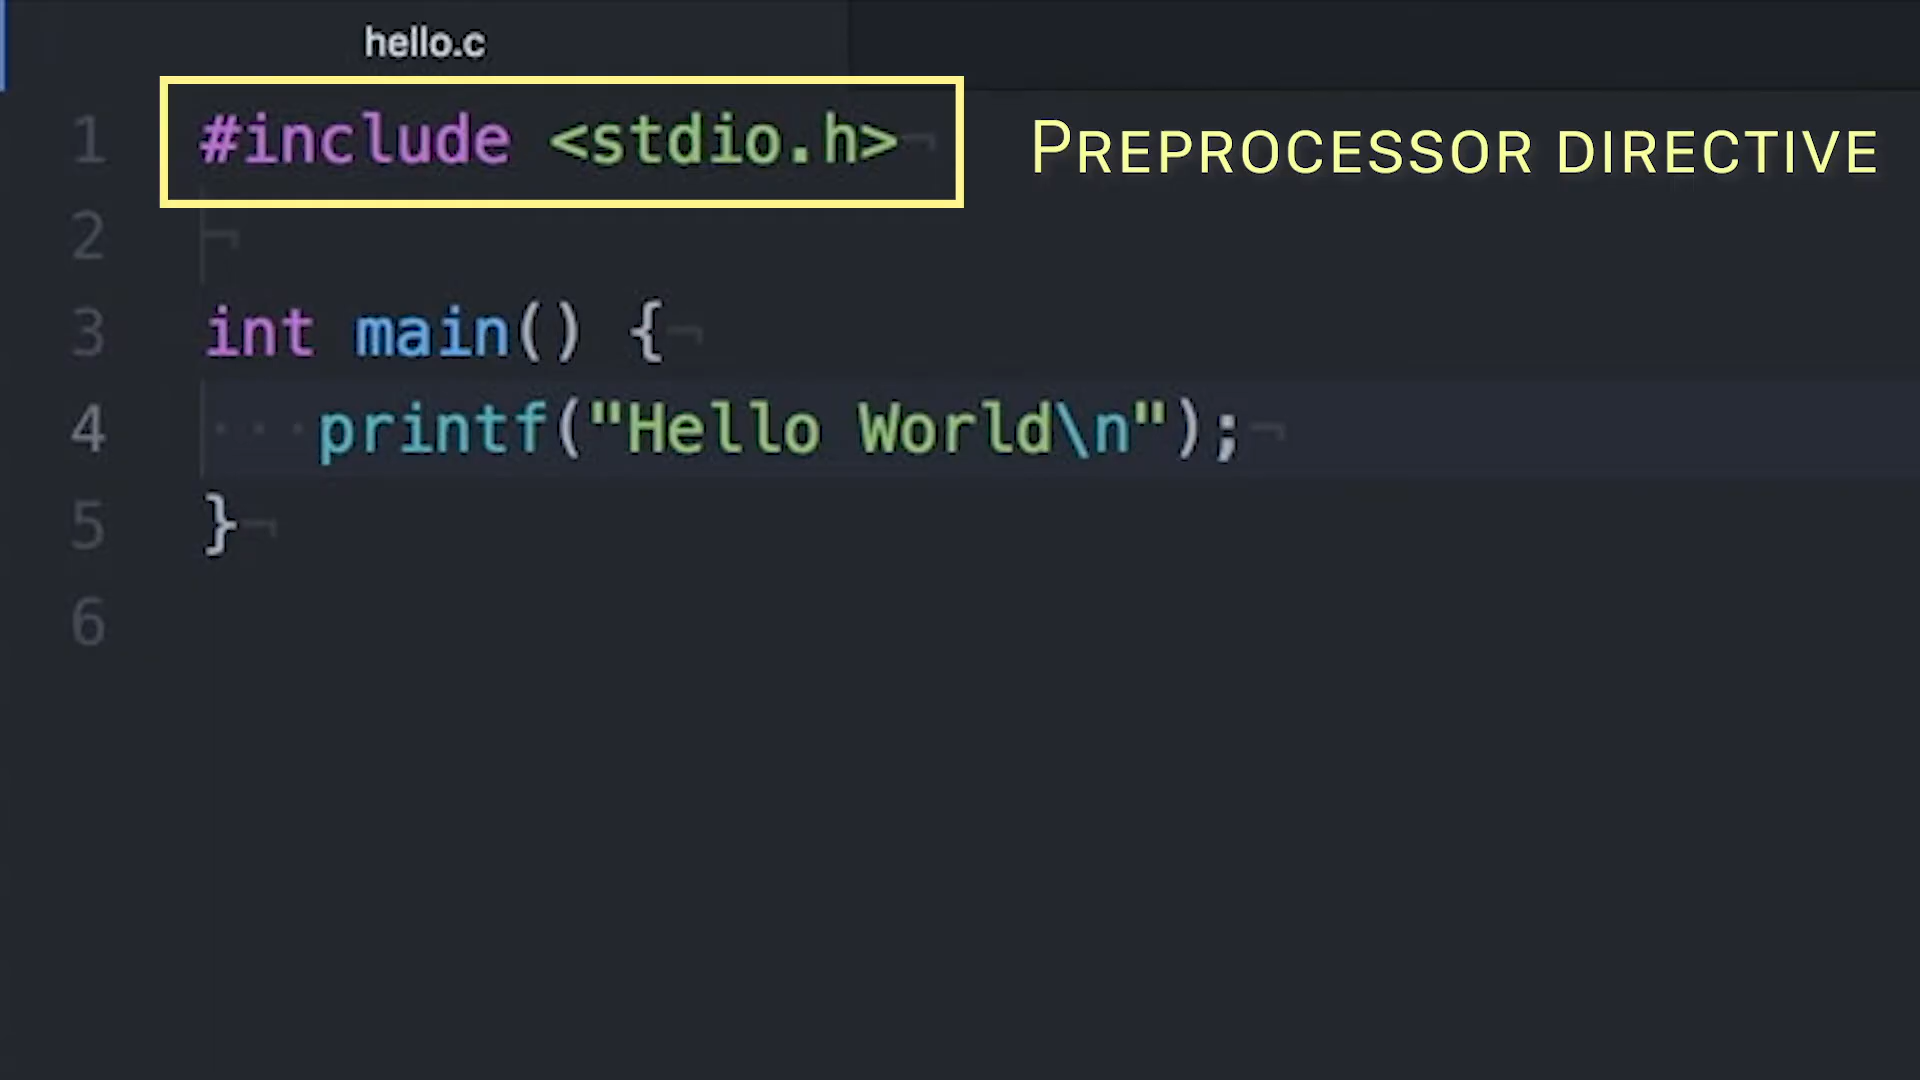 hello.c
1 #include <stdio.h>¬ PREPROCESSOR DIRECTIVE
2 ¬
3 int main() {¬
4 ···printf("Hello World\n");¬
5 }¬
6